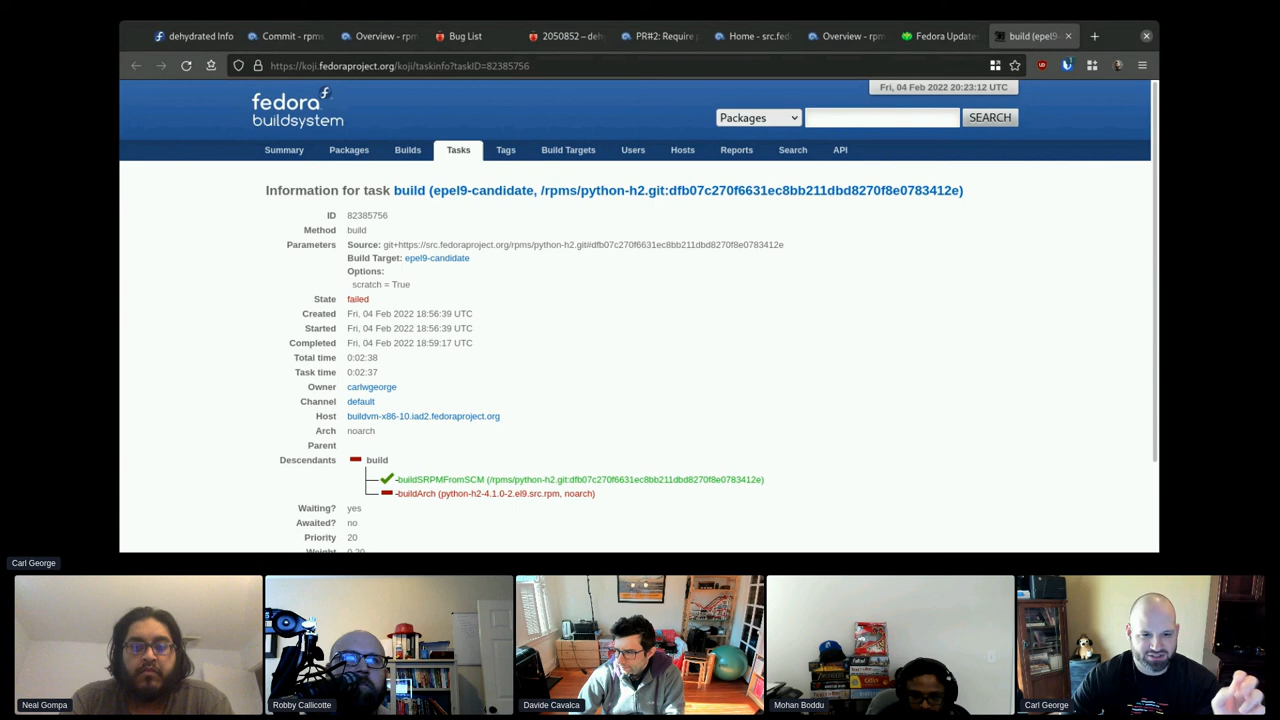 dehydrated Info
Commit - rpms
Overview - rpm
Bug List
2050852 – deh
PR#2: Require
Home - src.fed
Overview - rpm
Fedora Update
build (epel9-
https://koji.fedoraproject.org/koji/taskinfo?taskID=82385756
Fri, 04 Feb 2022 20:23:12 UTC
fedora
buildsystem
Packages
SEARCH
Summary
Packages
Builds
Tasks
Tags
Build Targets
Users
Hosts
Reports
Search
API
Information for task build (epel9-candidate, /rpms/python-h2.git:dfb07c270f6631ec8bb211dbd8270f8e0783412e)
ID 82385756
Method build
Parameters Source: git+https://src.fedoraproject.org/rpms/python-h2.git#dfb07c270f6631ec8bb211dbd8270f8e0783412e
Build Target: epel9-candidate
Options:
scratch = True
State failed
Created Fri, 04 Feb 2022 18:56:39 UTC
Started Fri, 04 Feb 2022 18:56:39 UTC
Completed Fri, 04 Feb 2022 18:59:17 UTC
Total time 0:02:38
Task time 0:02:37
Owner carlwgeorge
Channel default
Host buildvm-x86-10.iad2.fedoraproject.org
Arch noarch
Parent
Descendants build
buildSRPMFromSCM (/rpms/python-h2.git:dfb07c270f6631ec8bb211dbd8270f8e0783412e)
buildArch (python-h2-4.1.0-2.el9.src.rpm, noarch)
Waiting? yes
Awaited? no
Priority 20
Weight 0.20
Carl George
Neal Gompa
Robby Callicotte
Davide Cavalca
Mohan Boddu
Carl George